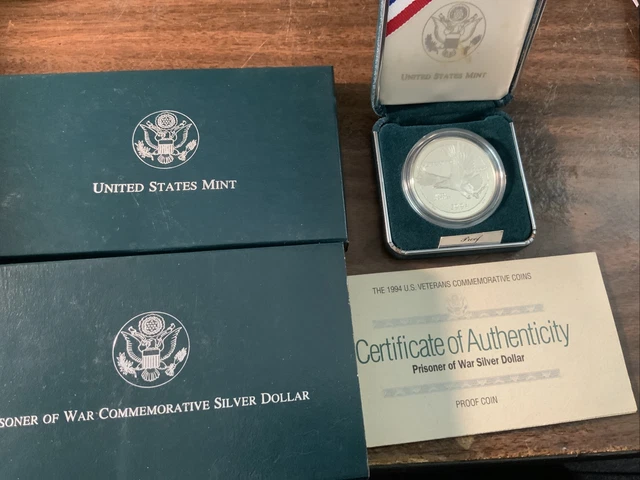 UNITED STATES MINT
UNITED STATES MINT
Proof
SONER OF WAR COMMEMORATIVE SILVER DOLLAR
THE 1994 U.S. VETERANS COMMEMORATIVE COINS
Certificate of Authenticity
Prisoner of War Silver Dollar
PROOF COIN